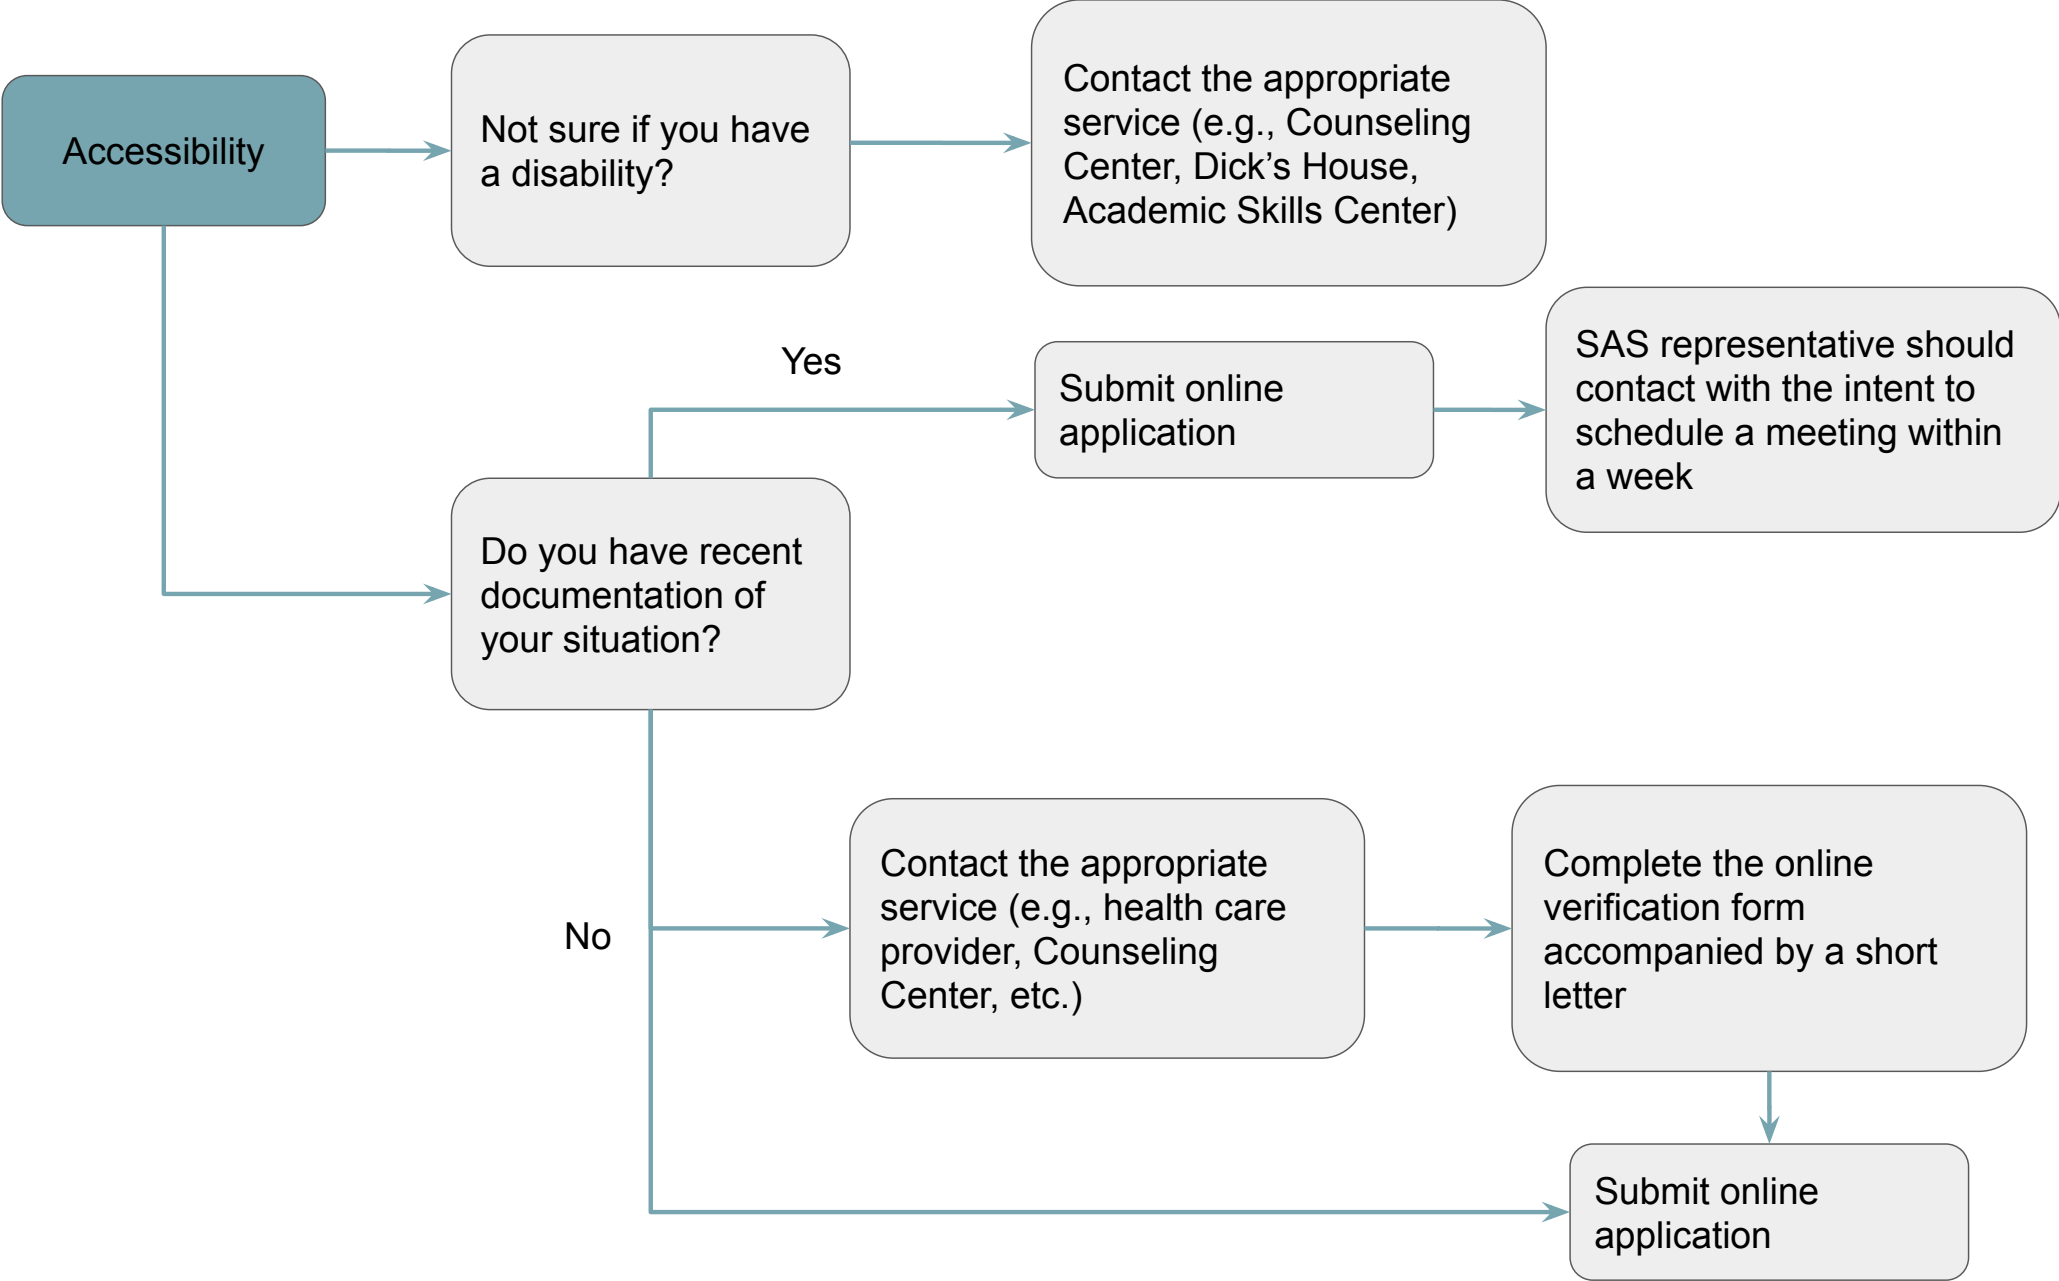 Accessibility
Not sure if you have
a disability?
Contact the appropriate
service (e.g., Counseling
Center, Dick’s House,
Academic Skills Center)
Yes
Submit online
application
SAS representative should
contact with the intent to
schedule a meeting within
a week
Do you have recent
documentation of
your situation?
No
Contact the appropriate
service (e.g., health care
provider, Counseling
Center, etc.)
Complete the online
verification form
accompanied by a short
letter
Submit online
application